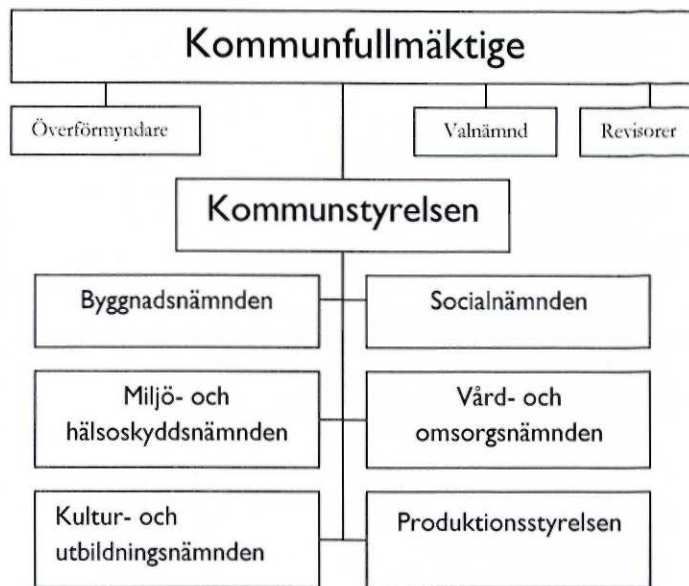 Kommunfullmäktige
Överförmyndare
Valnämnd
Revisorer
Kommunstyrelsen
Byggnadsnämnden
Socialnämnden
Miljö- och
hälsoskyddsnämnden
Vård- och
omsorgsnämnden
Kultur- och
utbildningsnämnden
Produktionsstyrelsen